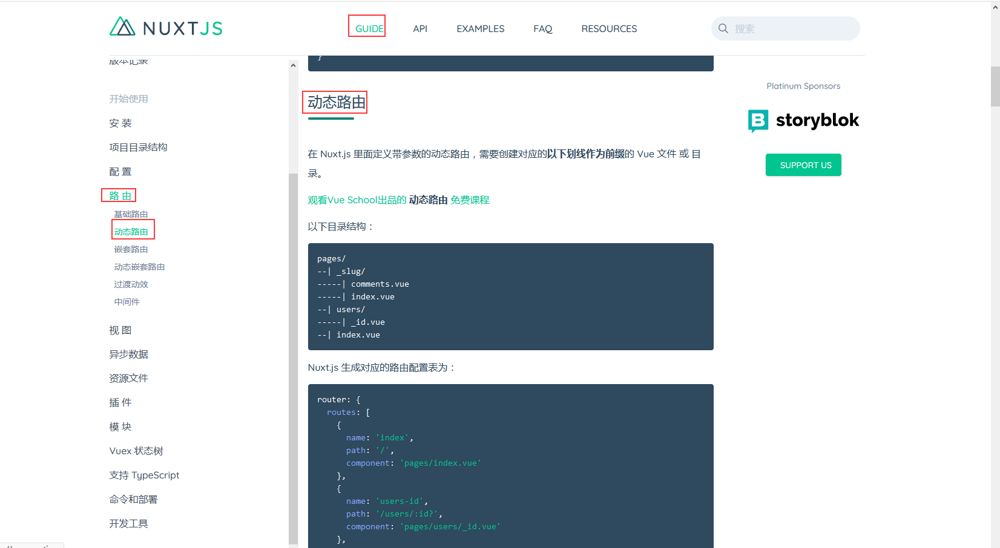 NUXTJS
GUIDE
API
EXAMPLES
FAQ
RESOURCES
搜索
版本记录
开始使用
安 装
项目目录结构
配 置
路 由
基础路由
动态路由
嵌套路由
动态嵌套路由
过渡动效
中间件
视 图
异步数据
资源文件
插 件
模 块
Vuex 状态树
支持 TypeScript
命令和部署
开发工具
}
动态路由
在 Nuxt.js 里面定义带参数的动态路由，需要创建对应的以下划线作为前缀的 Vue 文件 或 目
录。
观看Vue School出品的 动态路由 免费课程
以下目录结构：
pages/
--| _slug/
-----| comments.vue
-----| index.vue
--| users/
-----| _id.vue
--| index.vue
Nuxt.js 生成对应的路由配置表为：
router: {
routes: [
{
name: 'index',
path: '/',
component: 'pages/index.vue'
},
{
name: 'users-id',
path: '/users/:id?',
component: 'pages/users/_id.vue'
},
Platinum Sponsors
storyblok
SUPPORT US